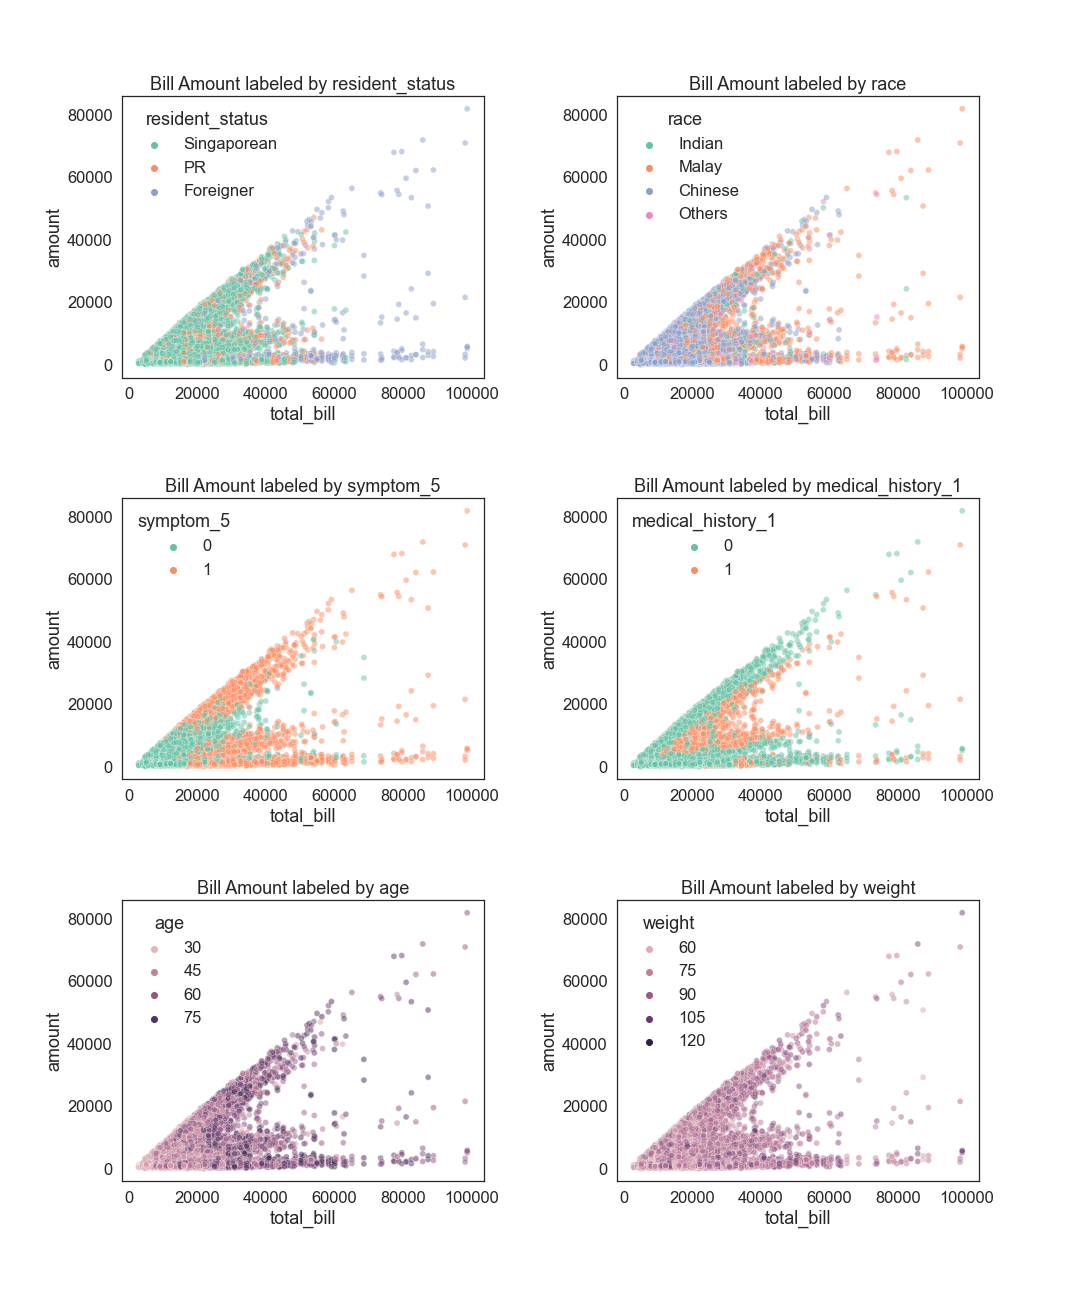 Bill Amount labeled by resident_status
resident_status
Singaporean
PR
Foreigner
80000
60000
40000
20000
0
amount
0 20000 40000 60000 80000 100000
total_bill
Bill Amount labeled by race
race
Indian
Malay
Chinese
Others
80000
60000
40000
20000
0
amount
0 20000 40000 60000 80000 100000
total_bill
Bill Amount labeled by symptom_5
symptom_5
0
1
80000
60000
40000
20000
0
amount
0 20000 40000 60000 80000 100000
total_bill
Bill Amount labeled by medical_history_1
medical_history_1
0
1
80000
60000
40000
20000
0
amount
0 20000 40000 60000 80000 100000
total_bill
Bill Amount labeled by age
age
30
45
60
75
80000
60000
40000
20000
0
amount
0 20000 40000 60000 80000 100000
total_bill
Bill Amount labeled by weight
weight
60
75
90
105
120
80000
60000
40000
20000
0
amount
0 20000 40000 60000 80000 100000
total_bill